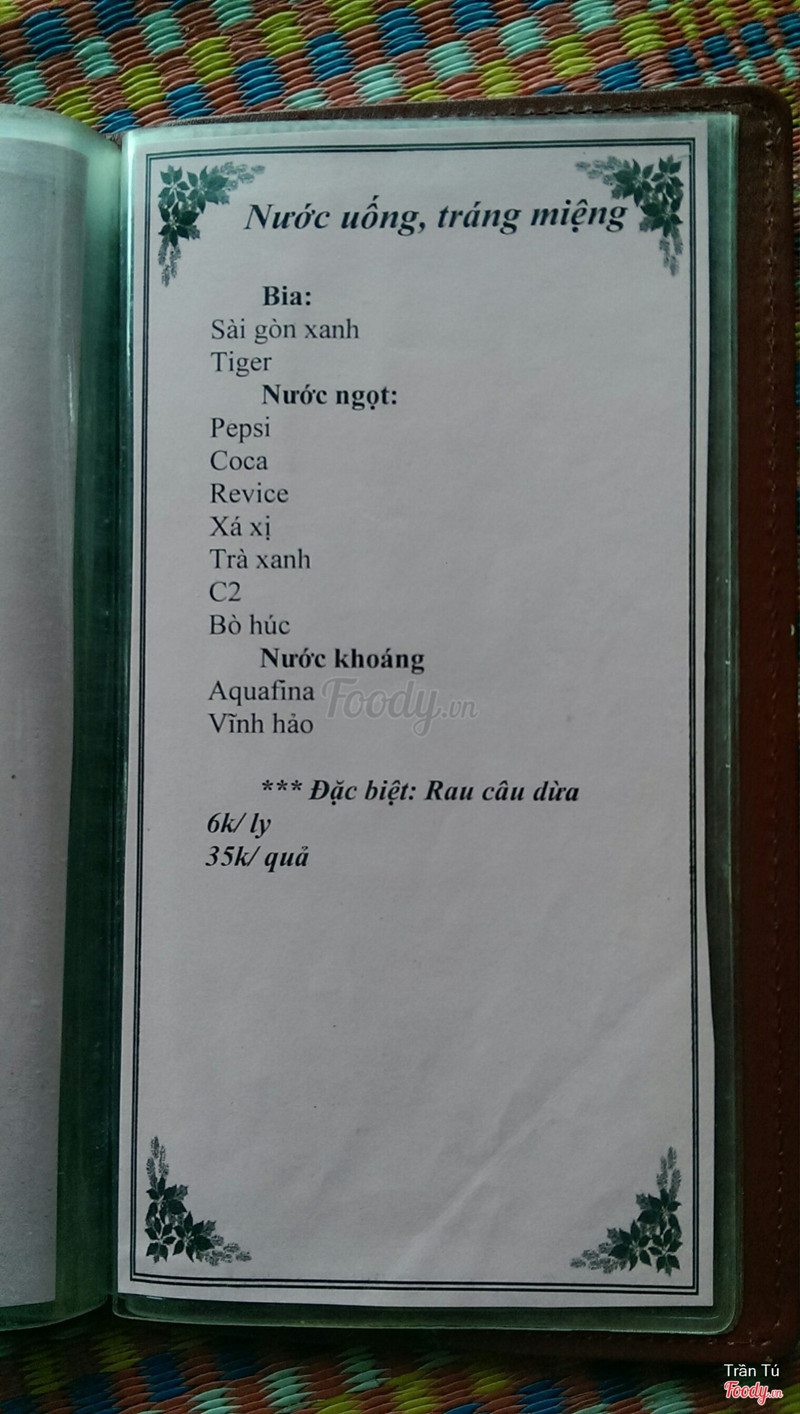 Nước uống, tráng miệng
Bia:
Sài gòn xanh
Tiger
Nước ngọt:
Pepsi
Coca
Revice
Xá xị
Trà xanh
C2
Bò húc
Nước khoáng
Aquafina
Vĩnh hảo
Foody.vn
*** Đặc biệt: Rau câu dừa
6k/ ly
35k/ quả
Trần Tú
Foody.vn